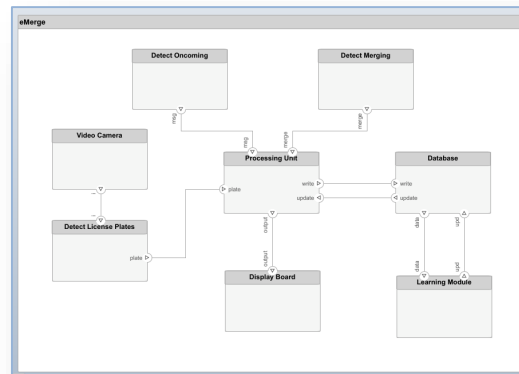 eMerge
Detect Oncoming
Detect Merging
msg
merge
Video Camera
msg
merge
Processing Unit
Database
plate
write
write
update
update
Detect License Plates
output
data
upd
plate
output
data
upd
Display Board
Learning Module